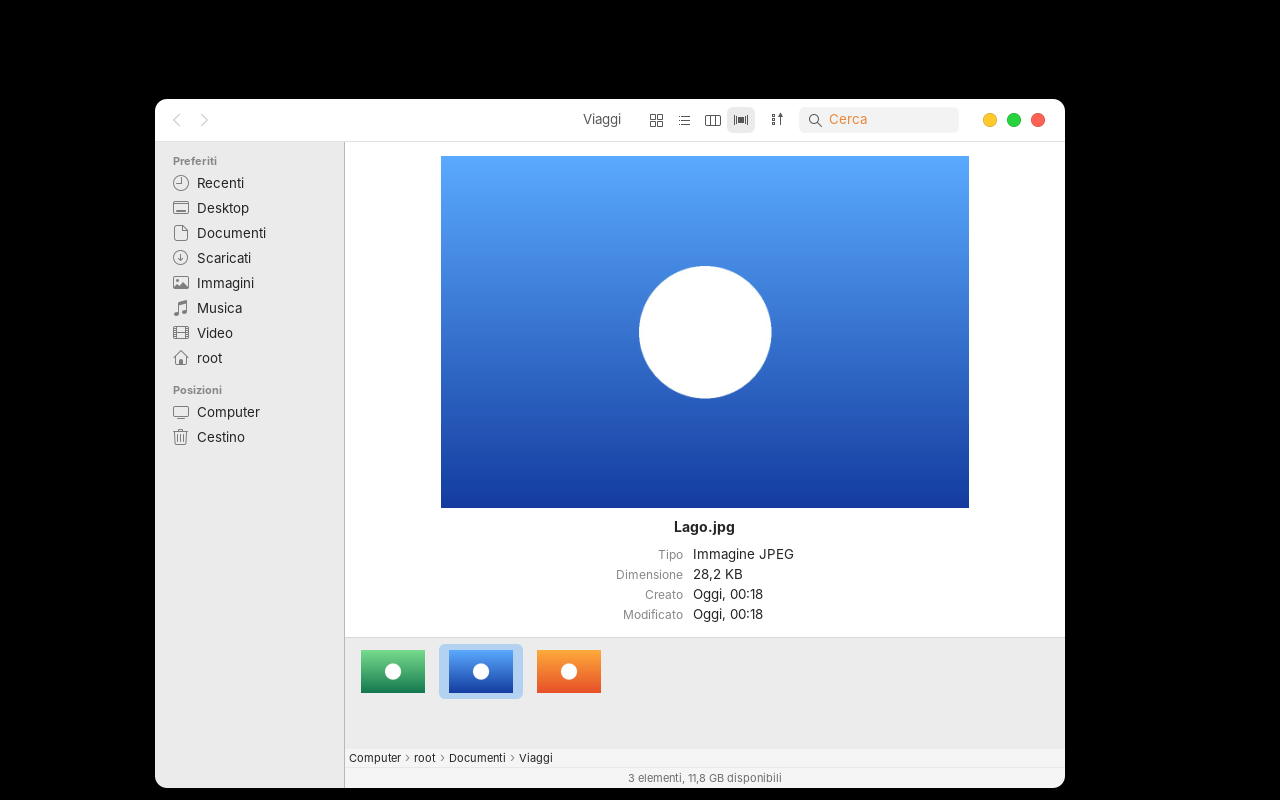 Viaggi
Cerca
Preferiti
Recenti
Desktop
Documenti
Scaricati
Immagini
Musica
Video
root
Posizioni
Computer
Cestino
Lago.jpg
Tipo Immagine JPEG
Dimensione 28,2 KB
Creato Oggi, 00:18
Modificato Oggi, 00:18
Computer › root › Documenti › Viaggi
3 elementi, 11,8 GB disponibili